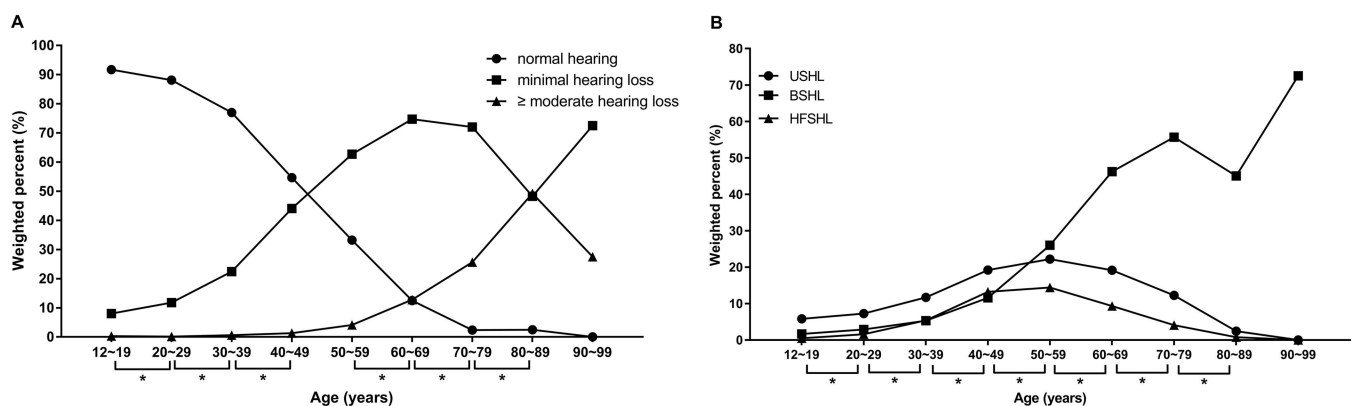 A
Weighted percent (%)
100
90
80
70
60
50
40
30
20
10
0
normal hearing
minimal hearing loss
≥ moderate hearing loss
12~19 20~29 30~39 40~49 50~59 60~69 70~79 80~89 90~99
* * * * * *
Age (years)
B
Weighted percent (%)
80
70
60
50
40
30
20
10
0
USHL
BSHL
HFSHL
12~19 20~29 30~39 40~49 50~59 60~69 70~79 80~89 90~99
* * * * * * *
Age (years)